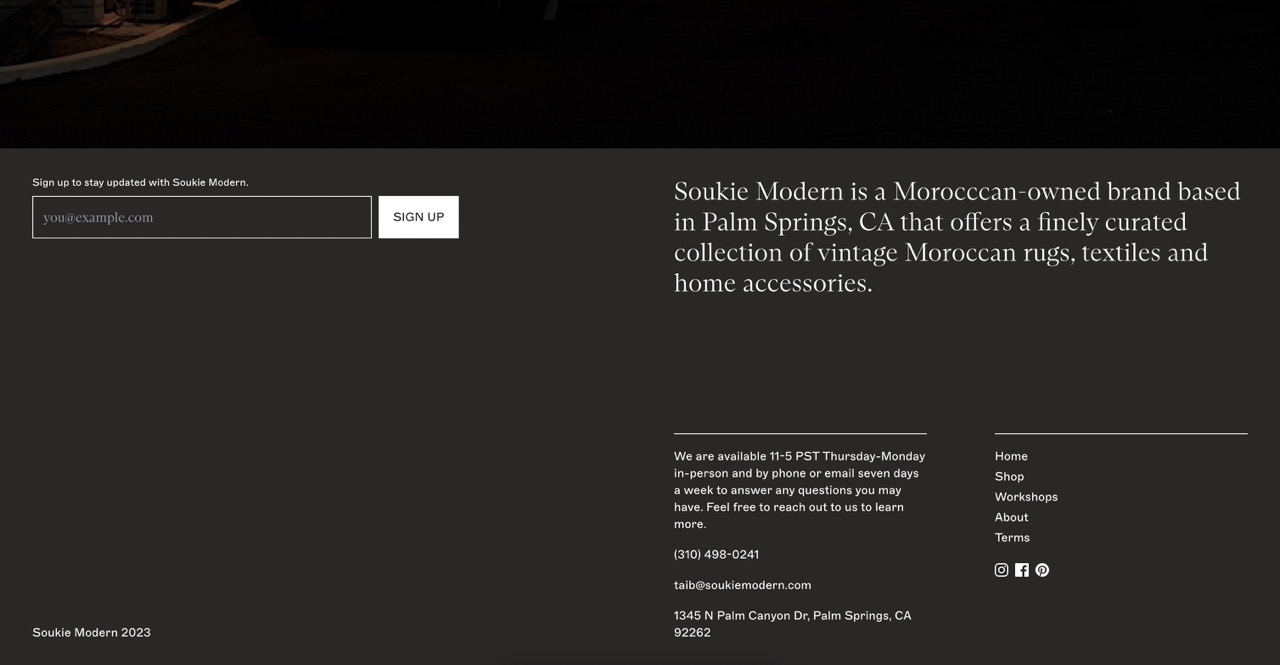 Sign up to stay updated with Soukie Modern.
you@example.com
SIGN UP
Soukie Modern is a Morocccan-owned brand based
in Palm Springs, CA that offers a finely curated
collection of vintage Moroccan rugs, textiles and
home accessories.
We are available 11-5 PST Thursday-Monday
in-person and by phone or email seven days
a week to answer any questions you may
have. Feel free to reach out to us to learn
more.
(310) 498-0241
taib@soukiemodern.com
1345 N Palm Canyon Dr, Palm Springs, CA
92262
Home
Shop
Workshops
About
Terms
Soukie Modern 2023